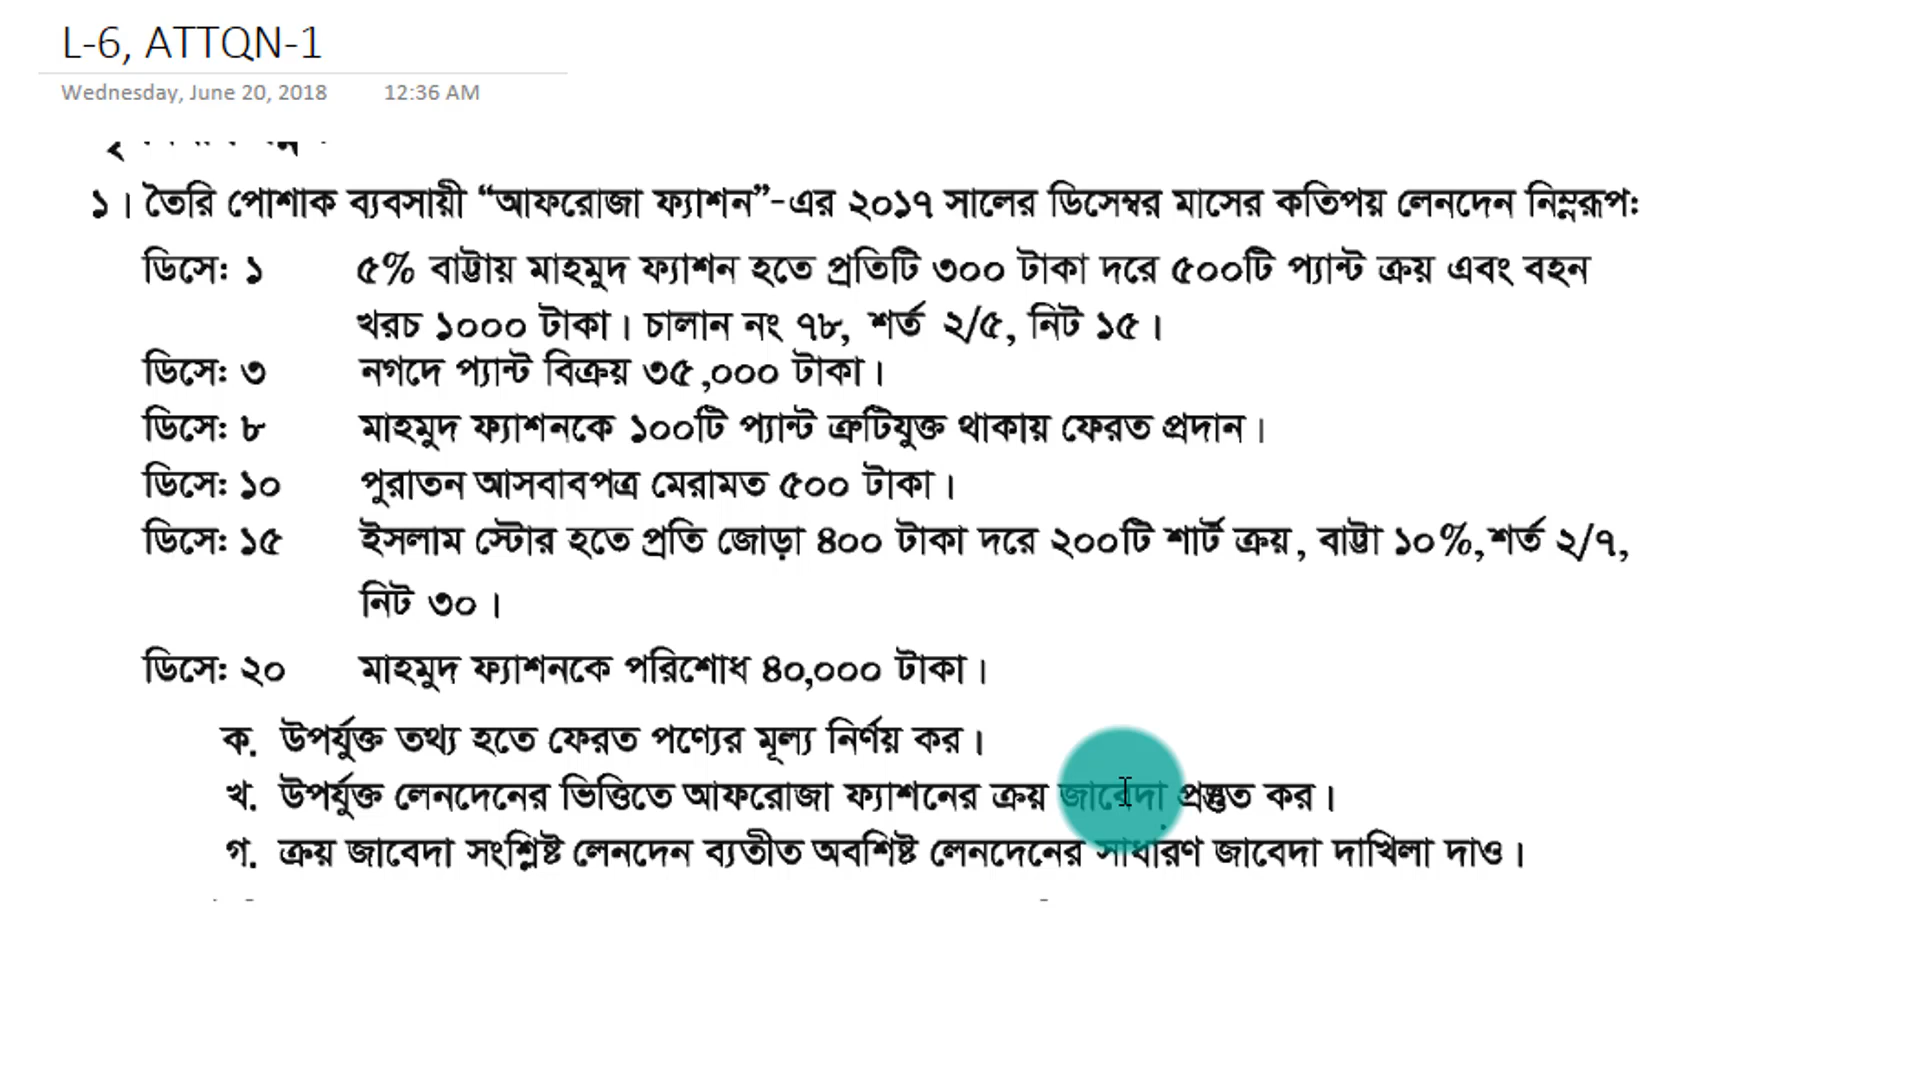 L-6, ATTQN-1
Wednesday, June 20, 2018 12:36 AM
১। তৈরি পোশাক ব্যবসায়ী “আফরোজা ফ্যাশন”-এর ২০১৭ সালের ডিসেম্বর মাসের কতিপয় লেনদেন নিম্নরূপ:
ডিসে: ১ ৫% বাট্টায় মাহমুদ ফ্যাশন হতে প্রতিটি ৩০০ টাকা দরে ৫০০টি প্যান্ট ক্রয় এবং বহন
খরচ ১০০০ টাকা। চালান নং ৭৮, শর্ত ২/৫, নিট ১৫।
ডিসে: ৩ নগদে প্যান্ট বিক্রয় ৩৫,০০০ টাকা।
ডিসে: ৮ মাহমুদ ফ্যাশনকে ১০০টি প্যান্ট ত্রুটিযুক্ত থাকায় ফেরত প্রদান।
ডিসে: ১০ পুরাতন আসবাবপত্র মেরামত ৫০০ টাকা।
ডিসে: ১৫ ইসলাম স্টোর হতে প্রতি জোড়া ৪০০ টাকা দরে ২০০টি শার্ট ক্রয়, বাট্টা ১০%, শর্ত ২/৭,
নিট ৩০।
ডিসে: ২০ মাহমুদ ফ্যাশনকে পরিশোধ ৪০,০০০ টাকা।
ক. উপর্যুক্ত তথ্য হতে ফেরত পণ্যের মূল্য নির্ণয় কর।
খ. উপর্যুক্ত লেনদেনের ভিত্তিতে আফরোজা ফ্যাশনের ক্রয় জাবেদা প্রস্তুত কর।
গ. ক্রয় জাবেদা সংশ্লিষ্ট লেনদেন ব্যতীত অবশিষ্ট লেনদেনের সাধারণ জাবেদা দাখিলা দাও।